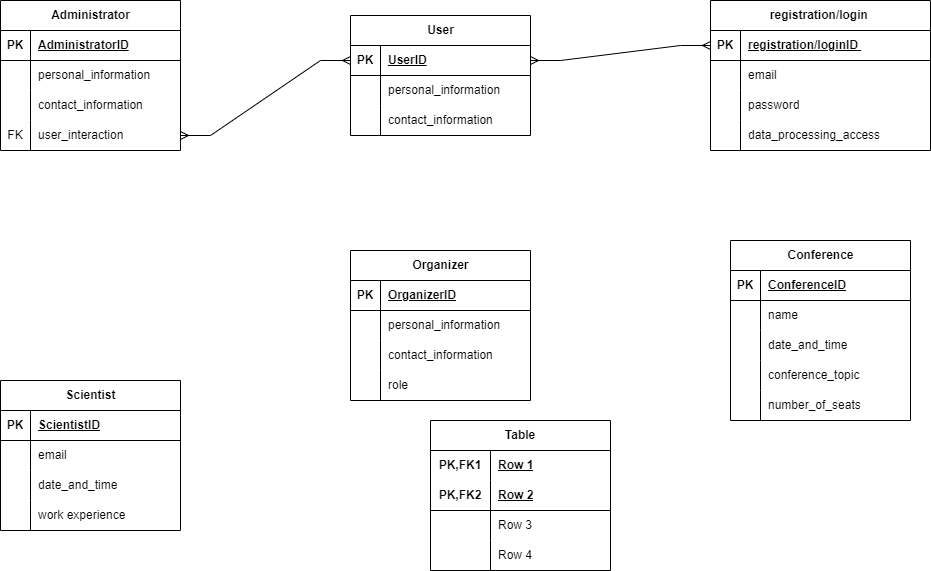 Administrator
PK AdministratorID
personal_information
contact_information
FK user_interaction
User
PK UserID
personal_information
contact_information
registration/login
PK registration/loginID
email
password
data_processing_access
Organizer
PK OrganizerID
personal_information
contact_information
role
Conference
PK ConferenceID
name
date_and_time
conference_topic
number_of_seats
Scientist
PK ScientistID
email
date_and_time
work experience
Table
PK,FK1 Row 1
PK,FK2 Row 2
Row 3
Row 4